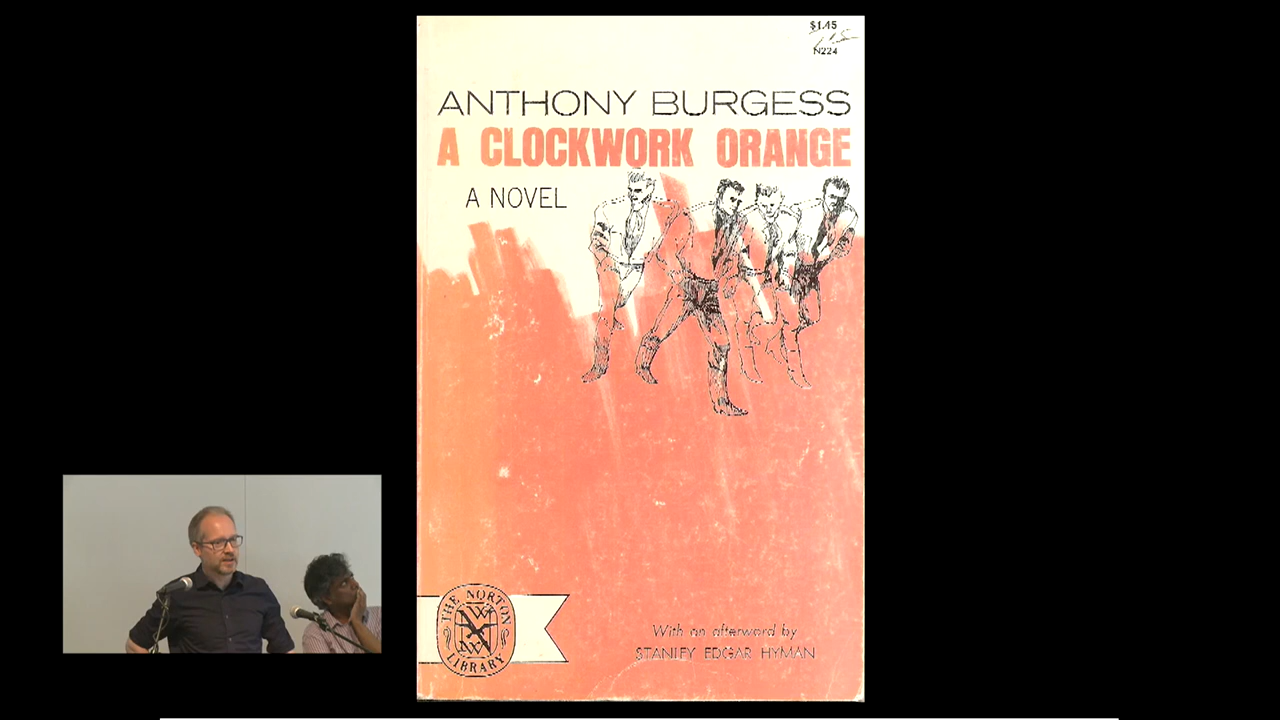 $1.45
N224
ANTHONY BURGESS
A CLOCKWORK ORANGE
A NOVEL
THE NORTON
LIBRARY
With an afterword by
STANLEY EDGAR HYMAN